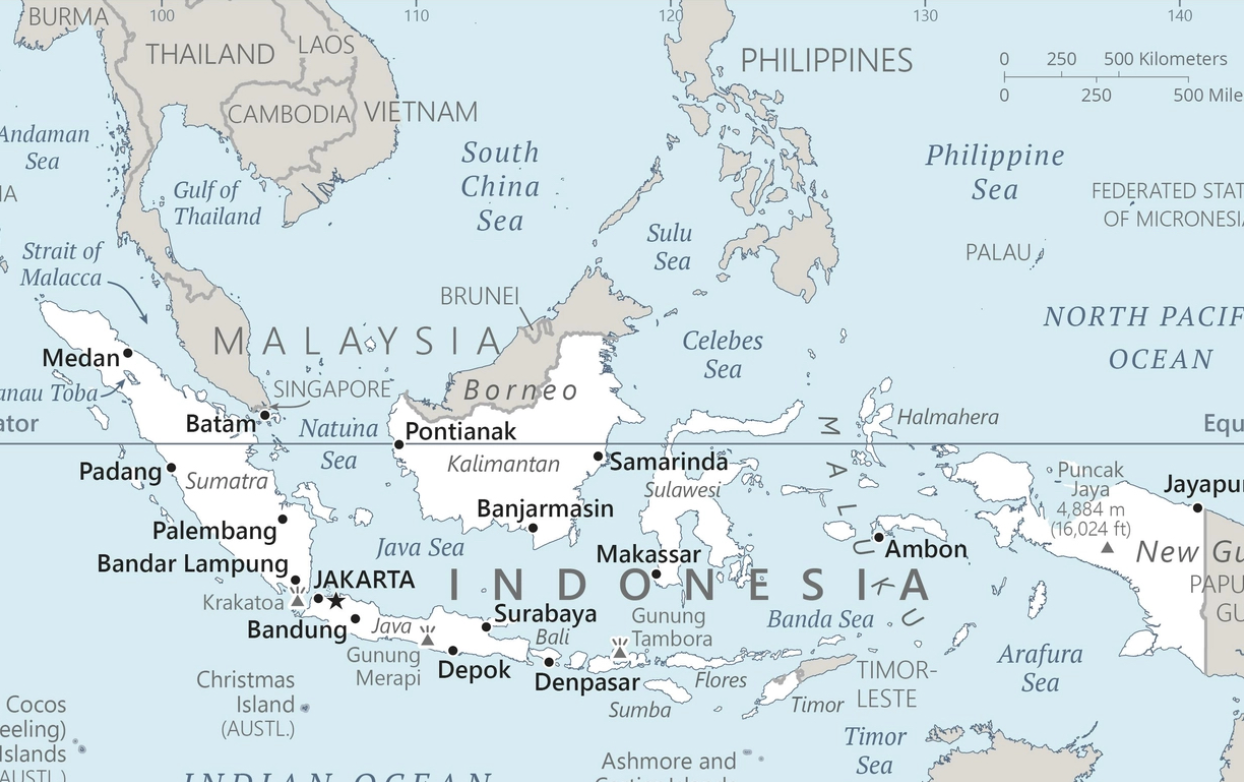 BURMA
100
110
120
130
140
THAILAND
LAOS
PHILIPPINES
0 250 500 Kilometers
0 250 500 Mile
CAMBODIA
VIETNAM
Andaman
Sea
South
China
Sea
Philippine
Sea
Gulf of
Thailand
IA
FEDERATED STAT
OF MICRONESIA
Strait of
Malacca
Sulu
Sea
PALAU
BRUNEI
NORTH PACIF
OCEAN
MALAYSIA
Celebes
Sea
Medan
anau Toba
SINGAPORE
Borneo
Halmahera
Batam
ator
Natuna
Sea
Pontianak
MALUKU
Equ
Padang
Sumatra
Kalimantan
Samarinda
Sulawesi
Puncak
Jaya
4,884 m
(16,024 ft)
Jayapur
Palembang
Banjarmasin
Java Sea
Makassar
Ambon
New Gu
Bandar Lampung
JAKARTA
INDONESIA
PAPU
GU
Krakatoa
Bandung
Java
Surabaya
Bali
Gunung
Tambora
Banda Sea
Gunung
Merapi
Depok
Denpasar
Flores
Sumba
Timor
TIMOR-
LESTE
Arafura
Sea
Christmas
Island
(AUSTL.)
Cocos
eeling)
Islands
AUSTL)
Timor
Sea
Ashmore and
INDIAN OCEAN